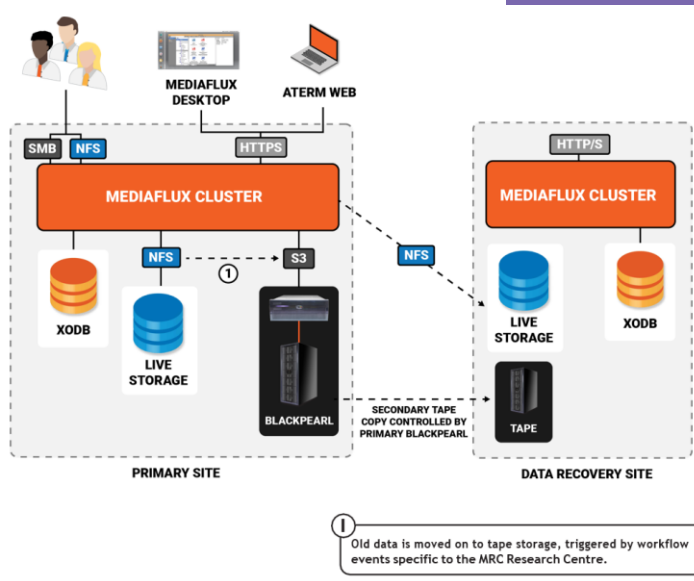 MEDIAFLUX
DESKTOP
ATERM WEB
SMB
NFS
HTTPS
HTTP/S
MEDIAFLUX CLUSTER
MEDIAFLUX CLUSTER
NFS
1
S3
NFS
XODB
LIVE
STORAGE
BLACKPEARL
LIVE
STORAGE
XODB
SECONDARY TAPE
COPY CONTROLLED BY
PRIMARY BLACKPEARL
TAPE
PRIMARY SITE
DATA RECOVERY SITE
I
Old data is moved on to tape storage, triggered by workflow
events specific to the MRC Research Centre.